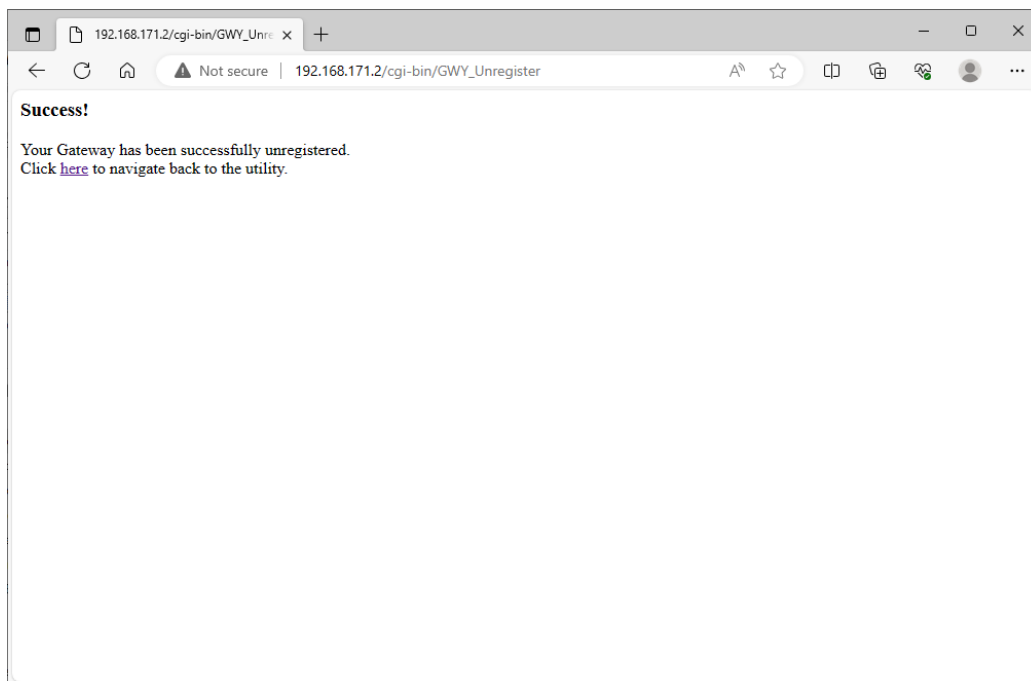 192.168.171.2/cgi-bin/GWY_Unre
Not secure
192.168.171.2/cgi-bin/GWY_Unregister
Success!
Your Gateway has been successfully unregistered.
Click here to navigate back to the utility.